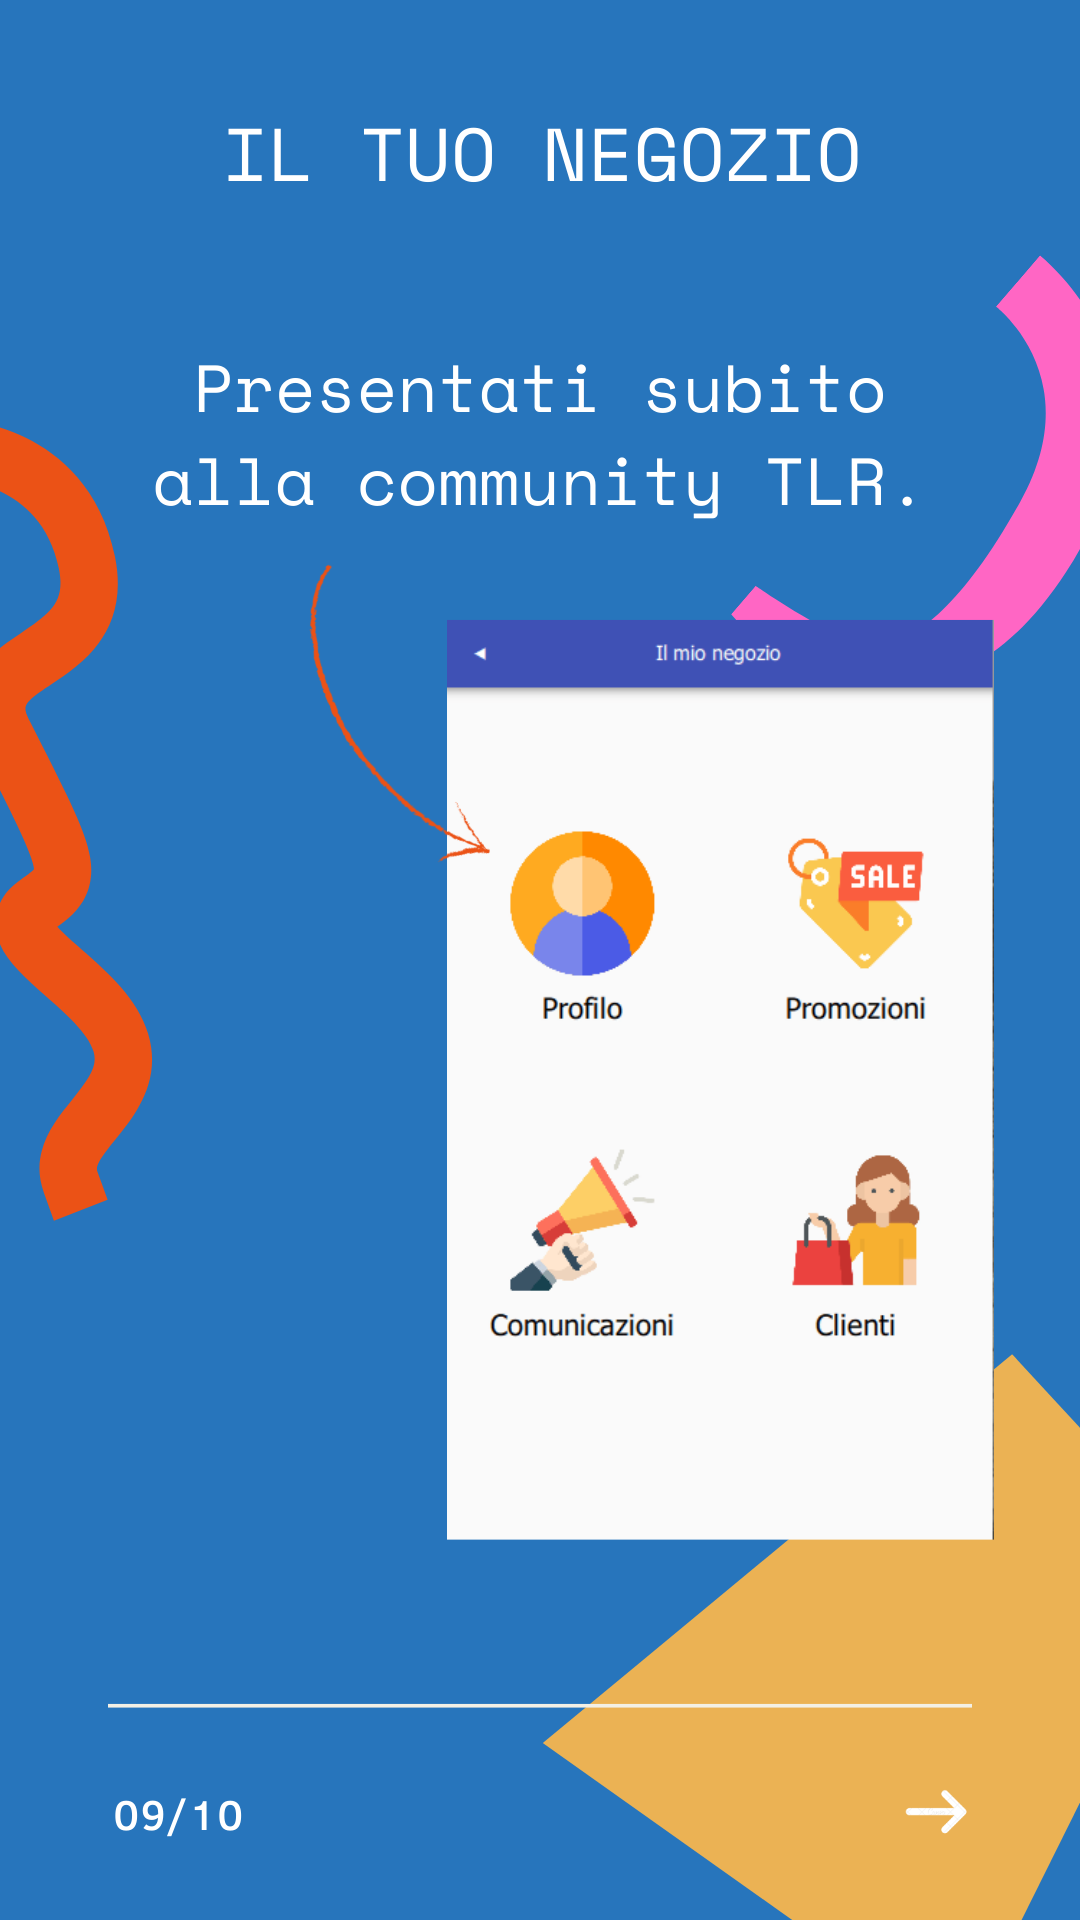 IL TUO NEGOZIO
Presentati subito
alla community TLR.
Il mio negozio
SALE
Profilo
Promozioni
Comunicazioni
Clienti
09/10